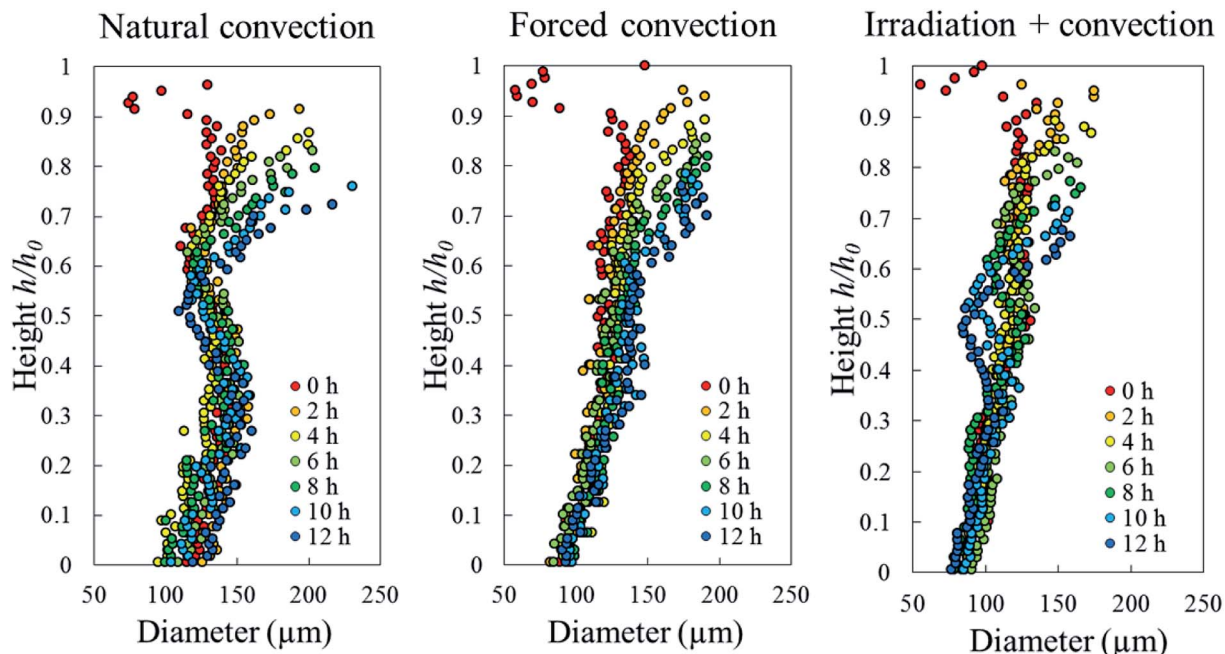 Natural convection
1
0.9
0.8
0.7
0.6
0.5
0.4
0.3
0.2
0.1
0
Height h/h0
0 h
2 h
4 h
6 h
8 h
10 h
12 h
50 100 150 200 250
Diameter (µm)
Forced convection
1
0.9
0.8
0.7
0.6
0.5
0.4
0.3
0.2
0.1
0
Height h/h0
0 h
2 h
4 h
6 h
8 h
10 h
12 h
50 100 150 200 250
Diameter (µm)
Irradiation + convection
1
0.9
0.8
0.7
0.6
0.5
0.4
0.3
0.2
0.1
0
Height h/h0
0 h
2 h
4 h
6 h
8 h
10 h
12 h
50 100 150 200 250
Diameter (µm)